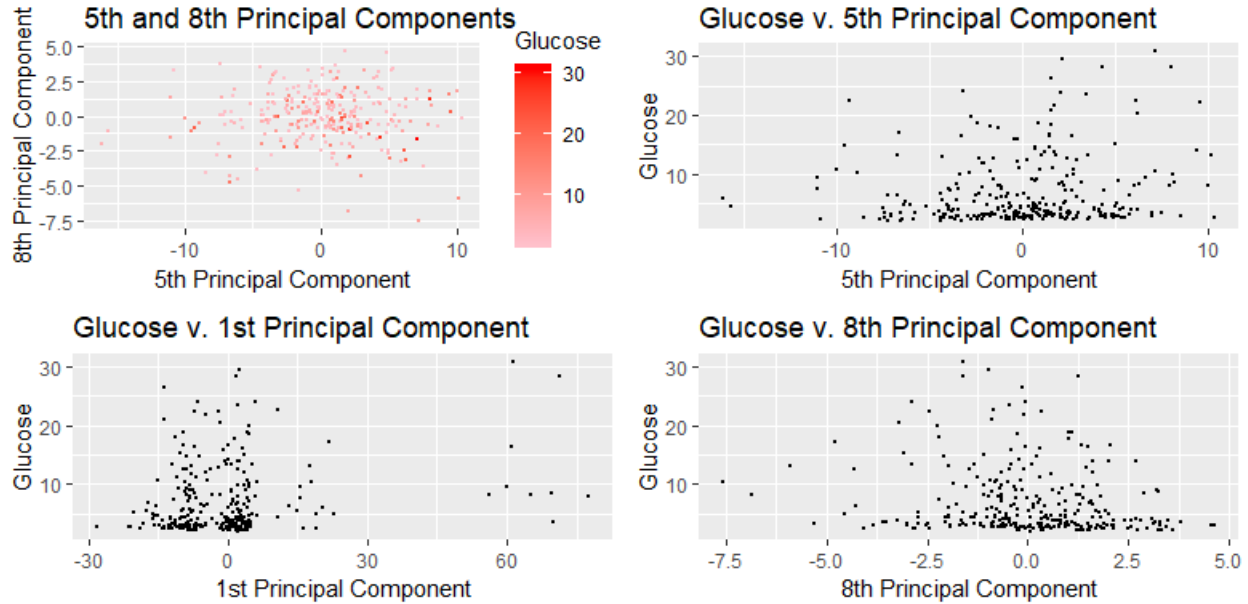 5th and 8th Principal Components
8th Principal Component
5.0
2.5
0.0
-2.5
-5.0
-7.5
-10
0
10
5th Principal Component
Glucose
30
20
10
Glucose v. 5th Principal Component
Glucose
30
20
10
-10
0
10
5th Principal Component
Glucose v. 1st Principal Component
Glucose
30
20
10
-30
0
30
60
1st Principal Component
Glucose v. 8th Principal Component
Glucose
30
20
10
-7.5
-5.0
-2.5
0.0
2.5
5.0
8th Principal Component